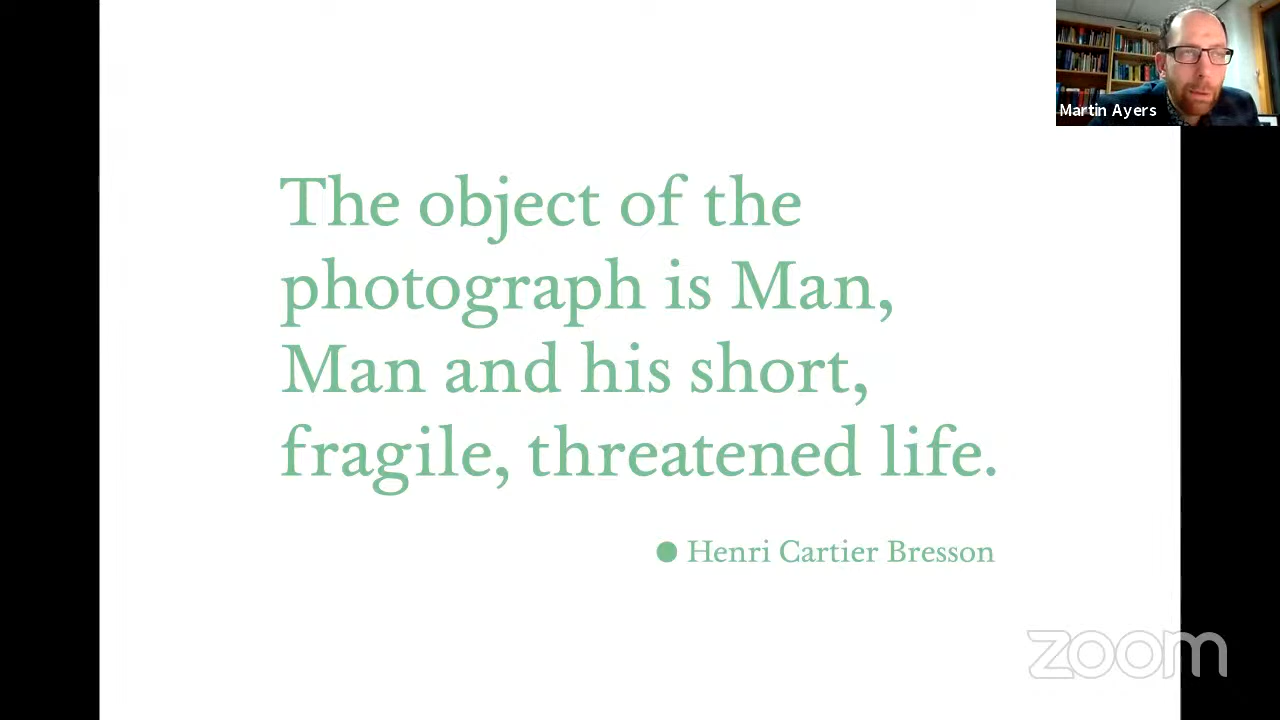 Martin Ayers
The object of the
photograph is Man,
Man and his short,
fragile, threatened life.
● Henri Cartier Bresson
zoom